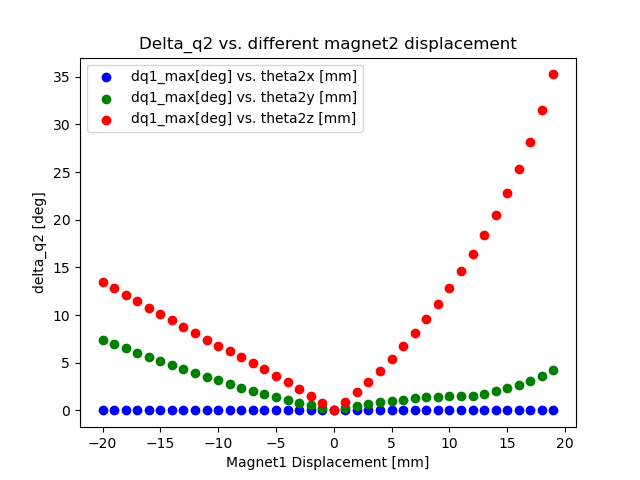 Delta_q2 vs. different magnet2 displacement
dq1_max[deg] vs. theta2x [mm]
dq1_max[deg] vs. theta2y [mm]
dq1_max[deg] vs. theta2z [mm]
delta_q2 [deg]
35
30
25
20
15
10
5
0
−20 −15 −10 −5 0 5 10 15 20
Magnet1 Displacement [mm]